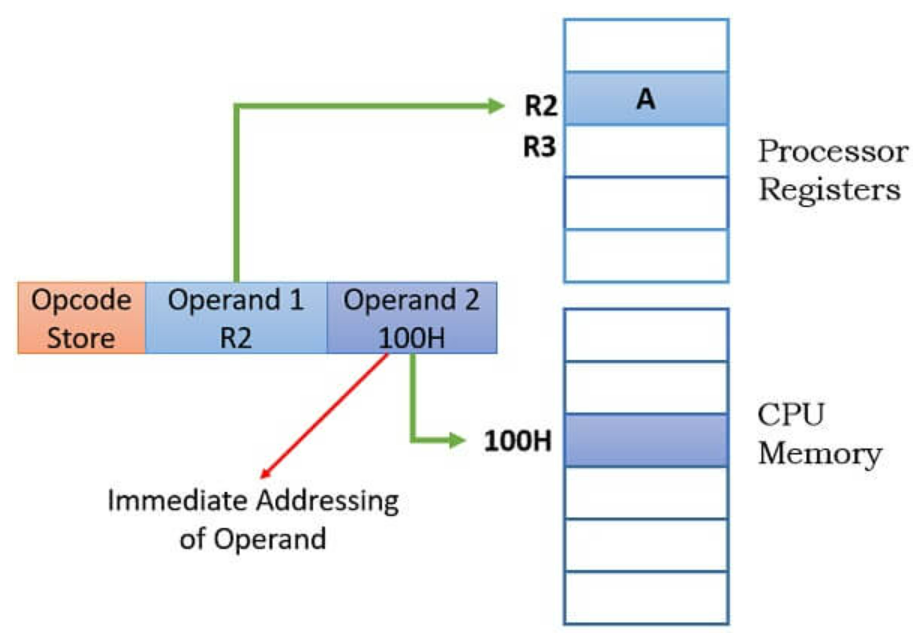 R2
A
R3
Processor
Registers
Opcode
Store
Operand 1
R2
Operand 2
100H
100H
CPU
Memory
Immediate Addressing
of Operand